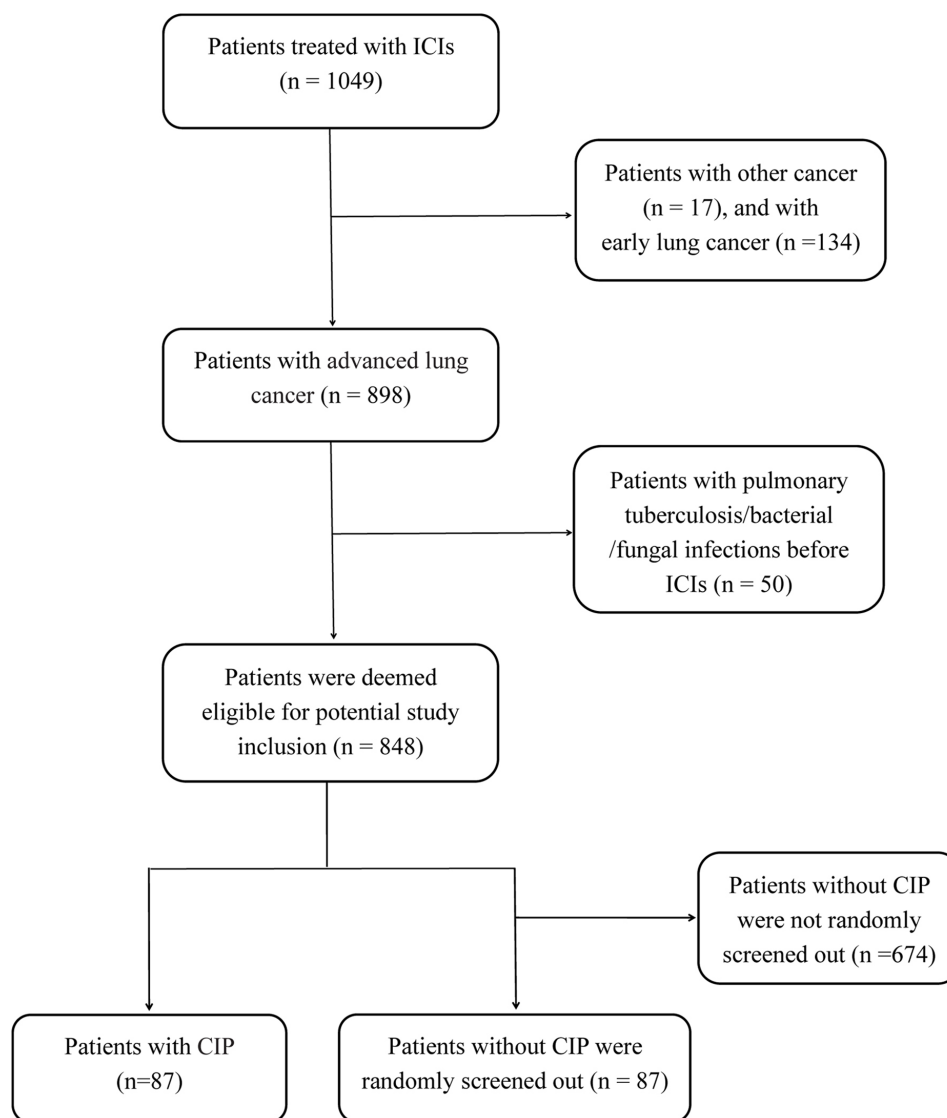 Patients treated with ICIs
(n = 1049)
Patients with other cancer
(n = 17), and with
early lung cancer (n =134)
Patients with advanced lung
cancer (n = 898)
Patients with pulmonary
tuberculosis/bacterial
/fungal infections before
ICIs (n = 50)
Patients were deemed
eligible for potential study
inclusion (n = 848)
Patients without CIP
were not randomly
screened out (n =674)
Patients with CIP
(n=87)
Patients without CIP were
randomly screened out (n = 87)